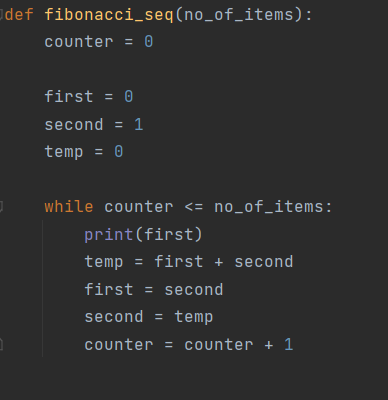 def fibonacci_seq(no_of_items):
    counter = 0

    first = 0
    second = 1
    temp = 0

    while counter <= no_of_items:
        print(first)
        temp = first + second
        first = second
        second = temp
        counter = counter + 1